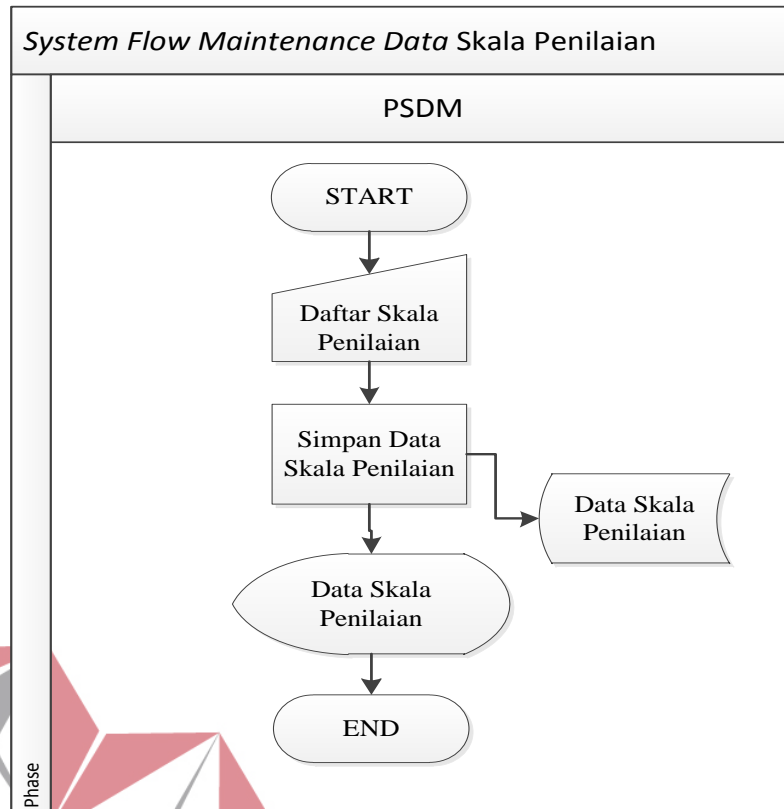 System Flow Maintenance Data Skala Penilaian
PSDM
START
Daftar Skala
Penilaian
Simpan Data
Skala Penilaian
Data Skala
Penilaian
Data Skala
Penilaian
END
Phase